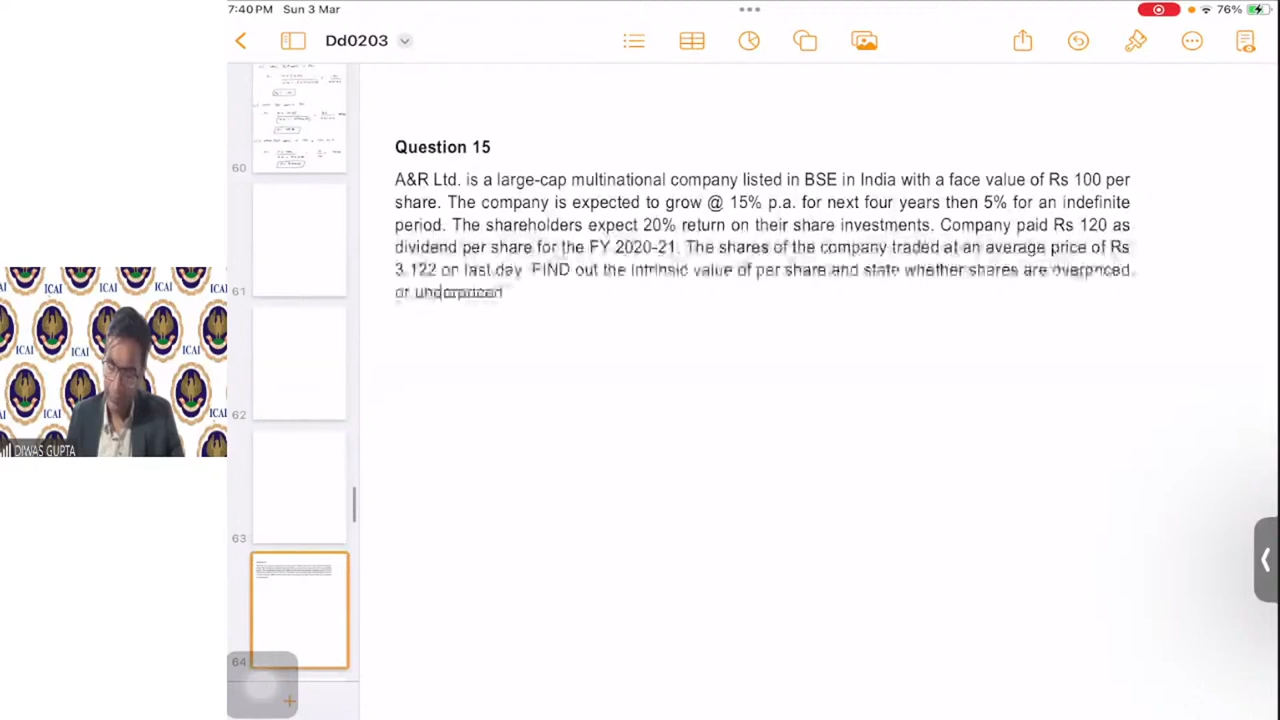 7:40 PM Sun 3 Mar
76%
Dd0203
60
Question 15
A&R Ltd. is a large-cap multinational company listed in BSE in India with a face value of Rs 100 per
share. The company is expected to grow @ 15% p.a. for next four years then 5% for an indefinite
period. The shareholders expect 20% return on their share investments. Company paid Rs 120 as
dividend per share for the FY 2020-21. The shares of the company traded at an average price of Rs
3,122 on last day. FIND out the intrinsic value of per share and state whether shares are overpriced
or underpriced
61
62
ICAI
ICAI
ICAI
ICAI
ICAI
DIWAS GUPTA
63
64